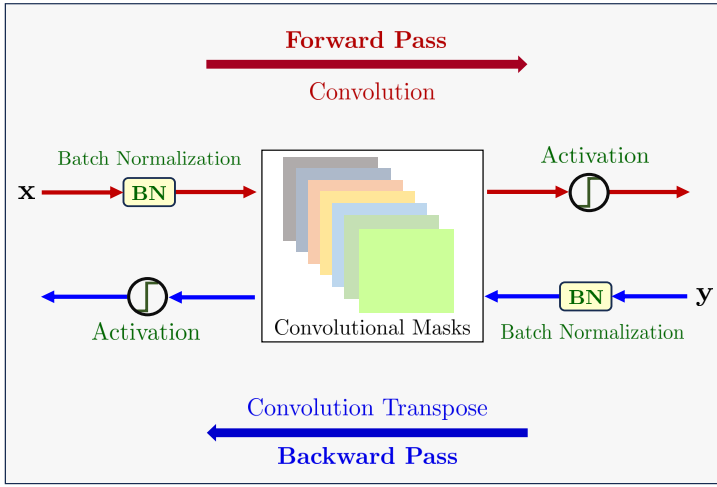 Forward Pass
Convolution
Batch Normalization
Activation
x
BN
BN
y
Activation
Convolutional Masks
Batch Normalization
Convolution Transpose
Backward Pass